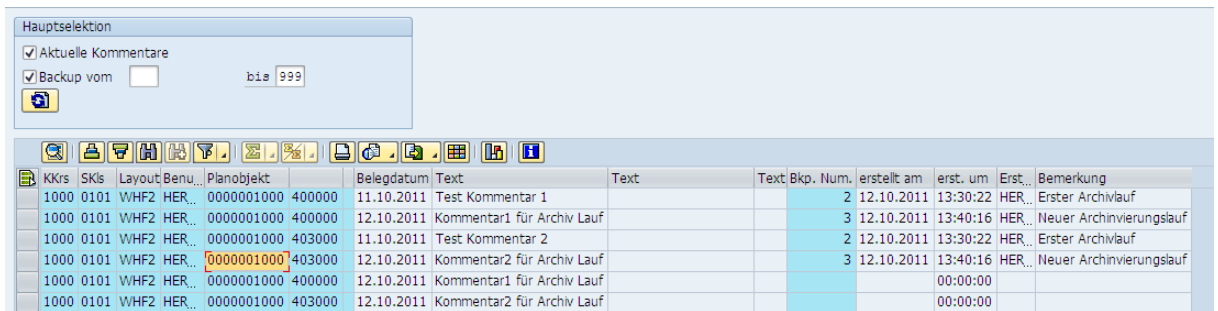 Hauptselektion
Aktuelle Kommentare
Backup vom bis 999
KKrs SKls Layout Benu... Planobjekt Belegdatum Text Text Text Bkp. Num. erstellt am erst. um Erst... Bemerkung
1000 0101 WHF2 HER... 0000001000 400000 11.10.2011 Test Kommentar 1 2 12.10.2011 13:30:22 HER... Erster Archivlauf
1000 0101 WHF2 HER... 0000001000 400000 12.10.2011 Kommentar1 für Archiv Lauf 3 12.10.2011 13:40:16 HER... Neuer Archinvierungslauf
1000 0101 WHF2 HER... 0000001000 403000 11.10.2011 Test Kommentar 2 2 12.10.2011 13:30:22 HER... Erster Archivlauf
1000 0101 WHF2 HER... 0000001000 403000 12.10.2011 Kommentar2 für Archiv Lauf 3 12.10.2011 13:40:16 HER... Neuer Archinvierungslauf
1000 0101 WHF2 HER... 0000001000 400000 12.10.2011 Kommentar1 für Archiv Lauf 00:00:00
1000 0101 WHF2 HER... 0000001000 403000 12.10.2011 Kommentar2 für Archiv Lauf 00:00:00